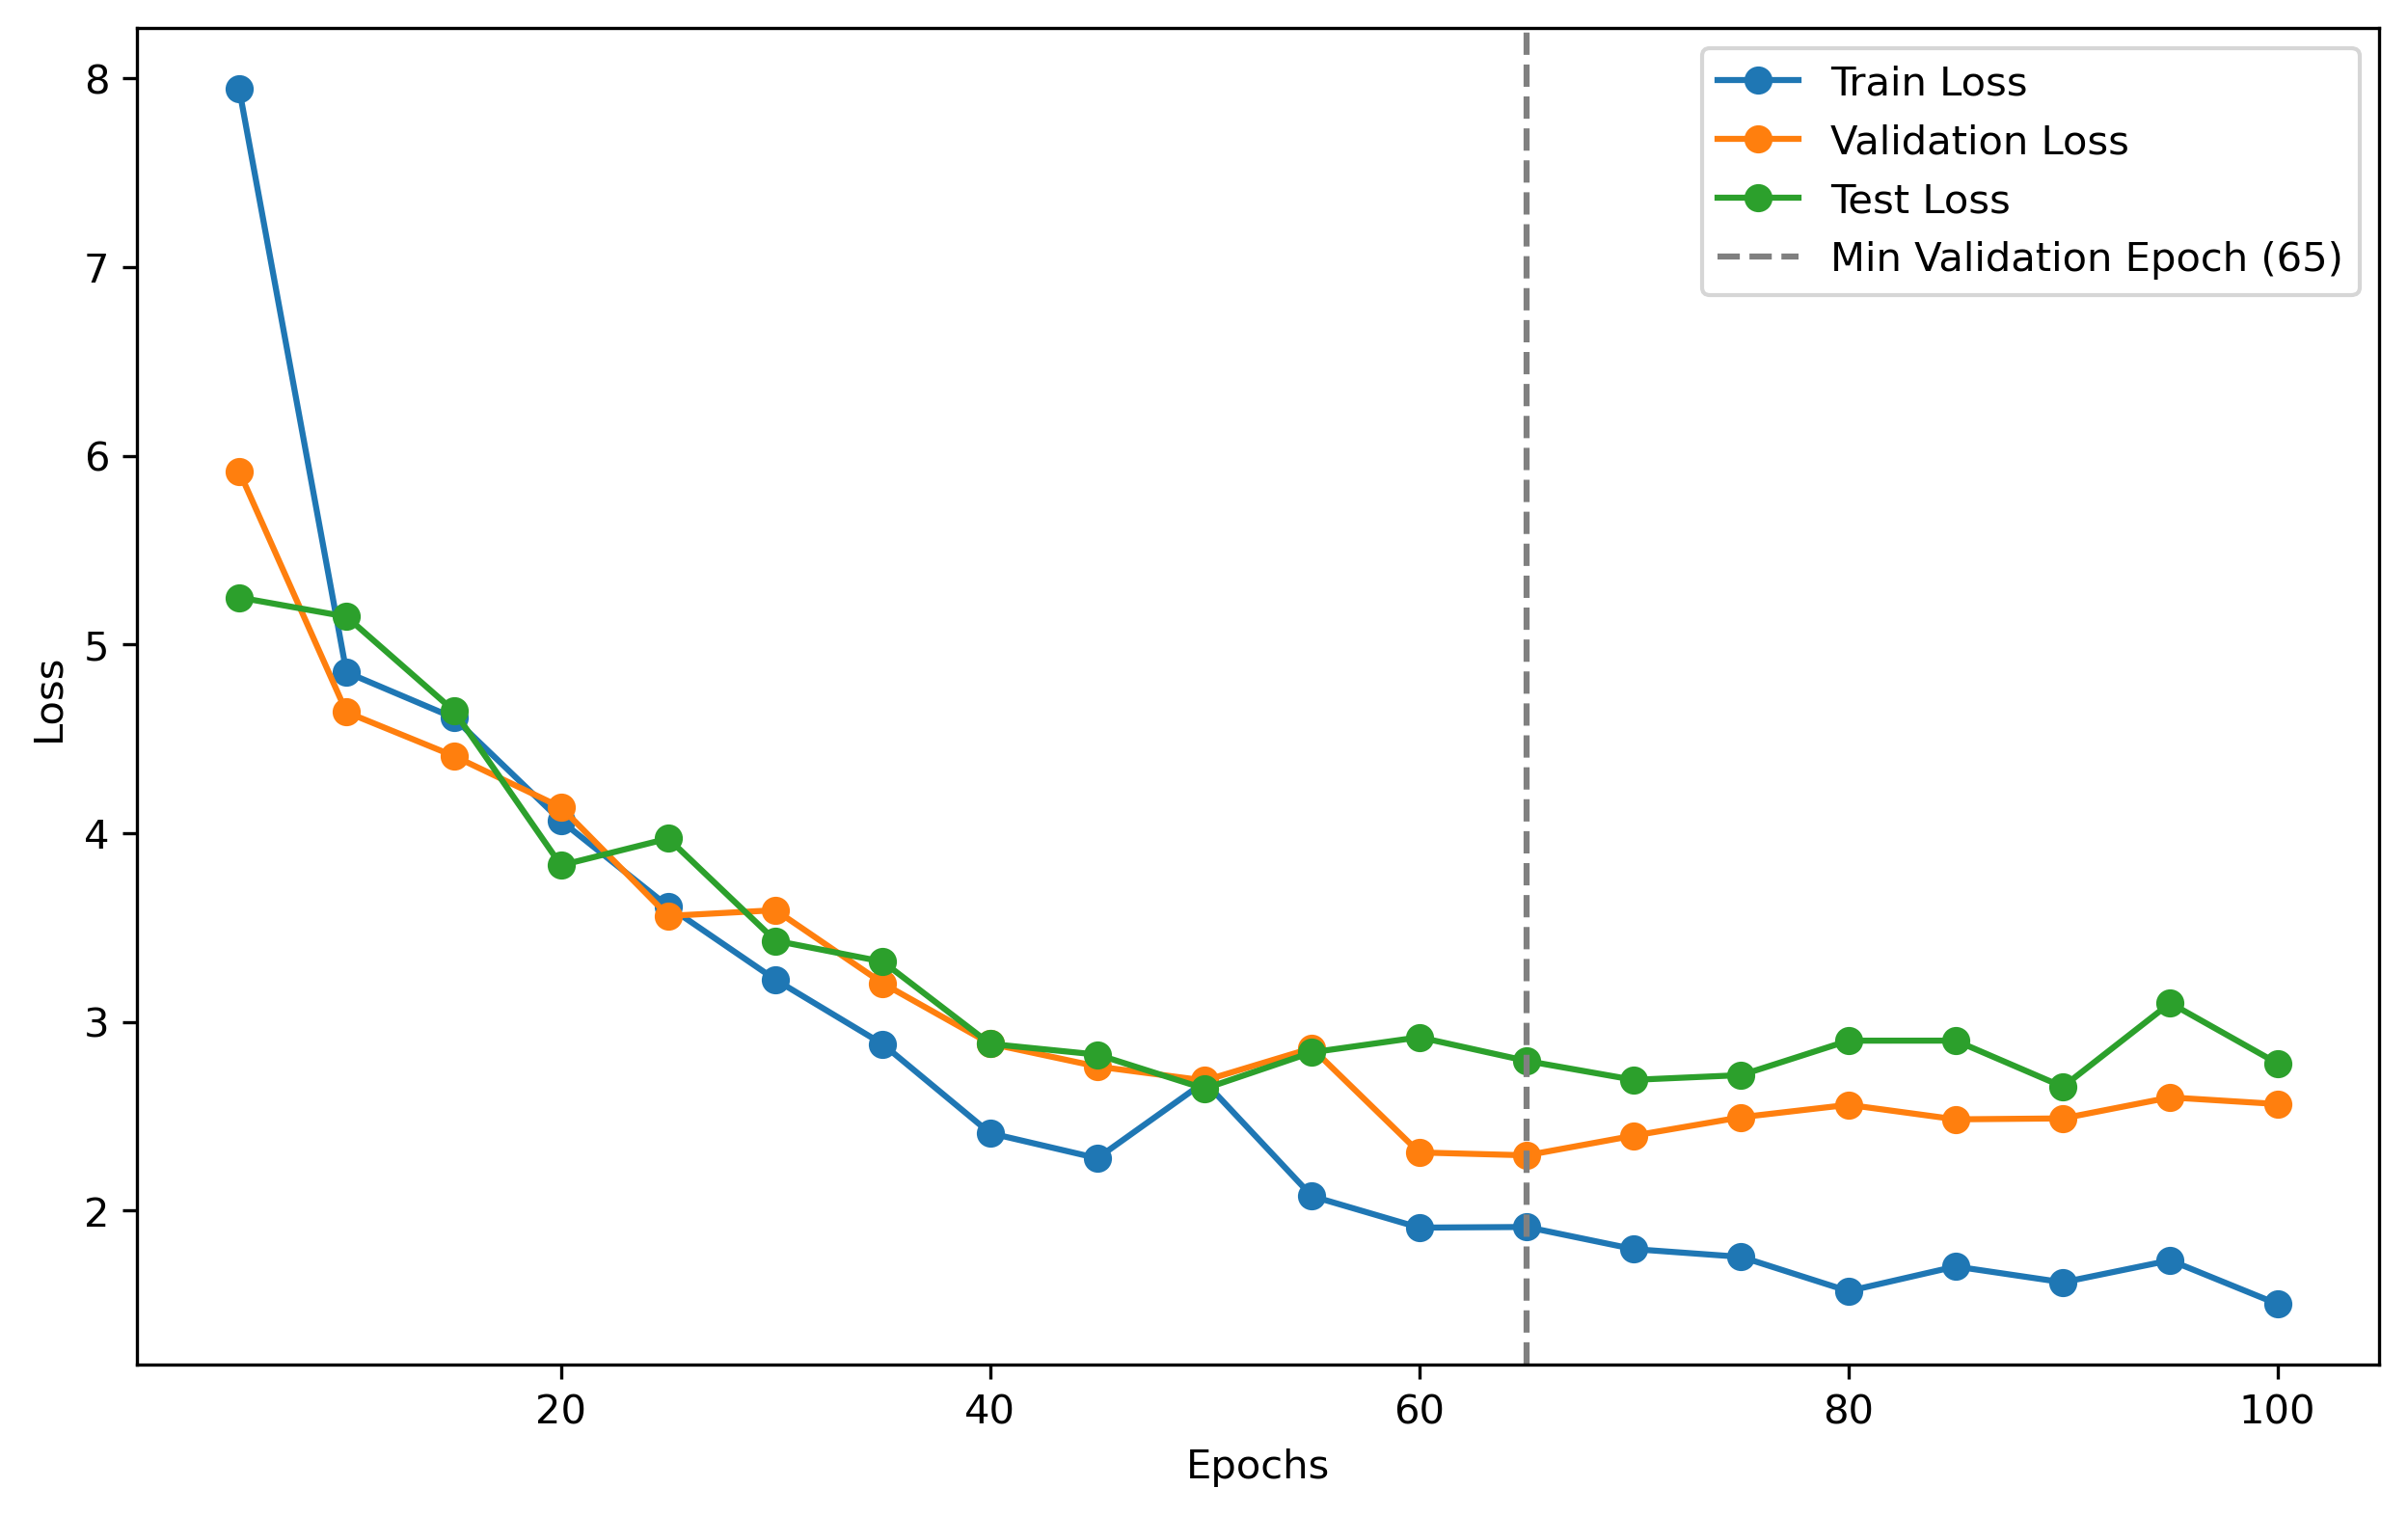 8
7
6
5
4
3
2
Loss
20 40 60 80 100
Epochs
Train Loss
Validation Loss
Test Loss
Min Validation Epoch (65)